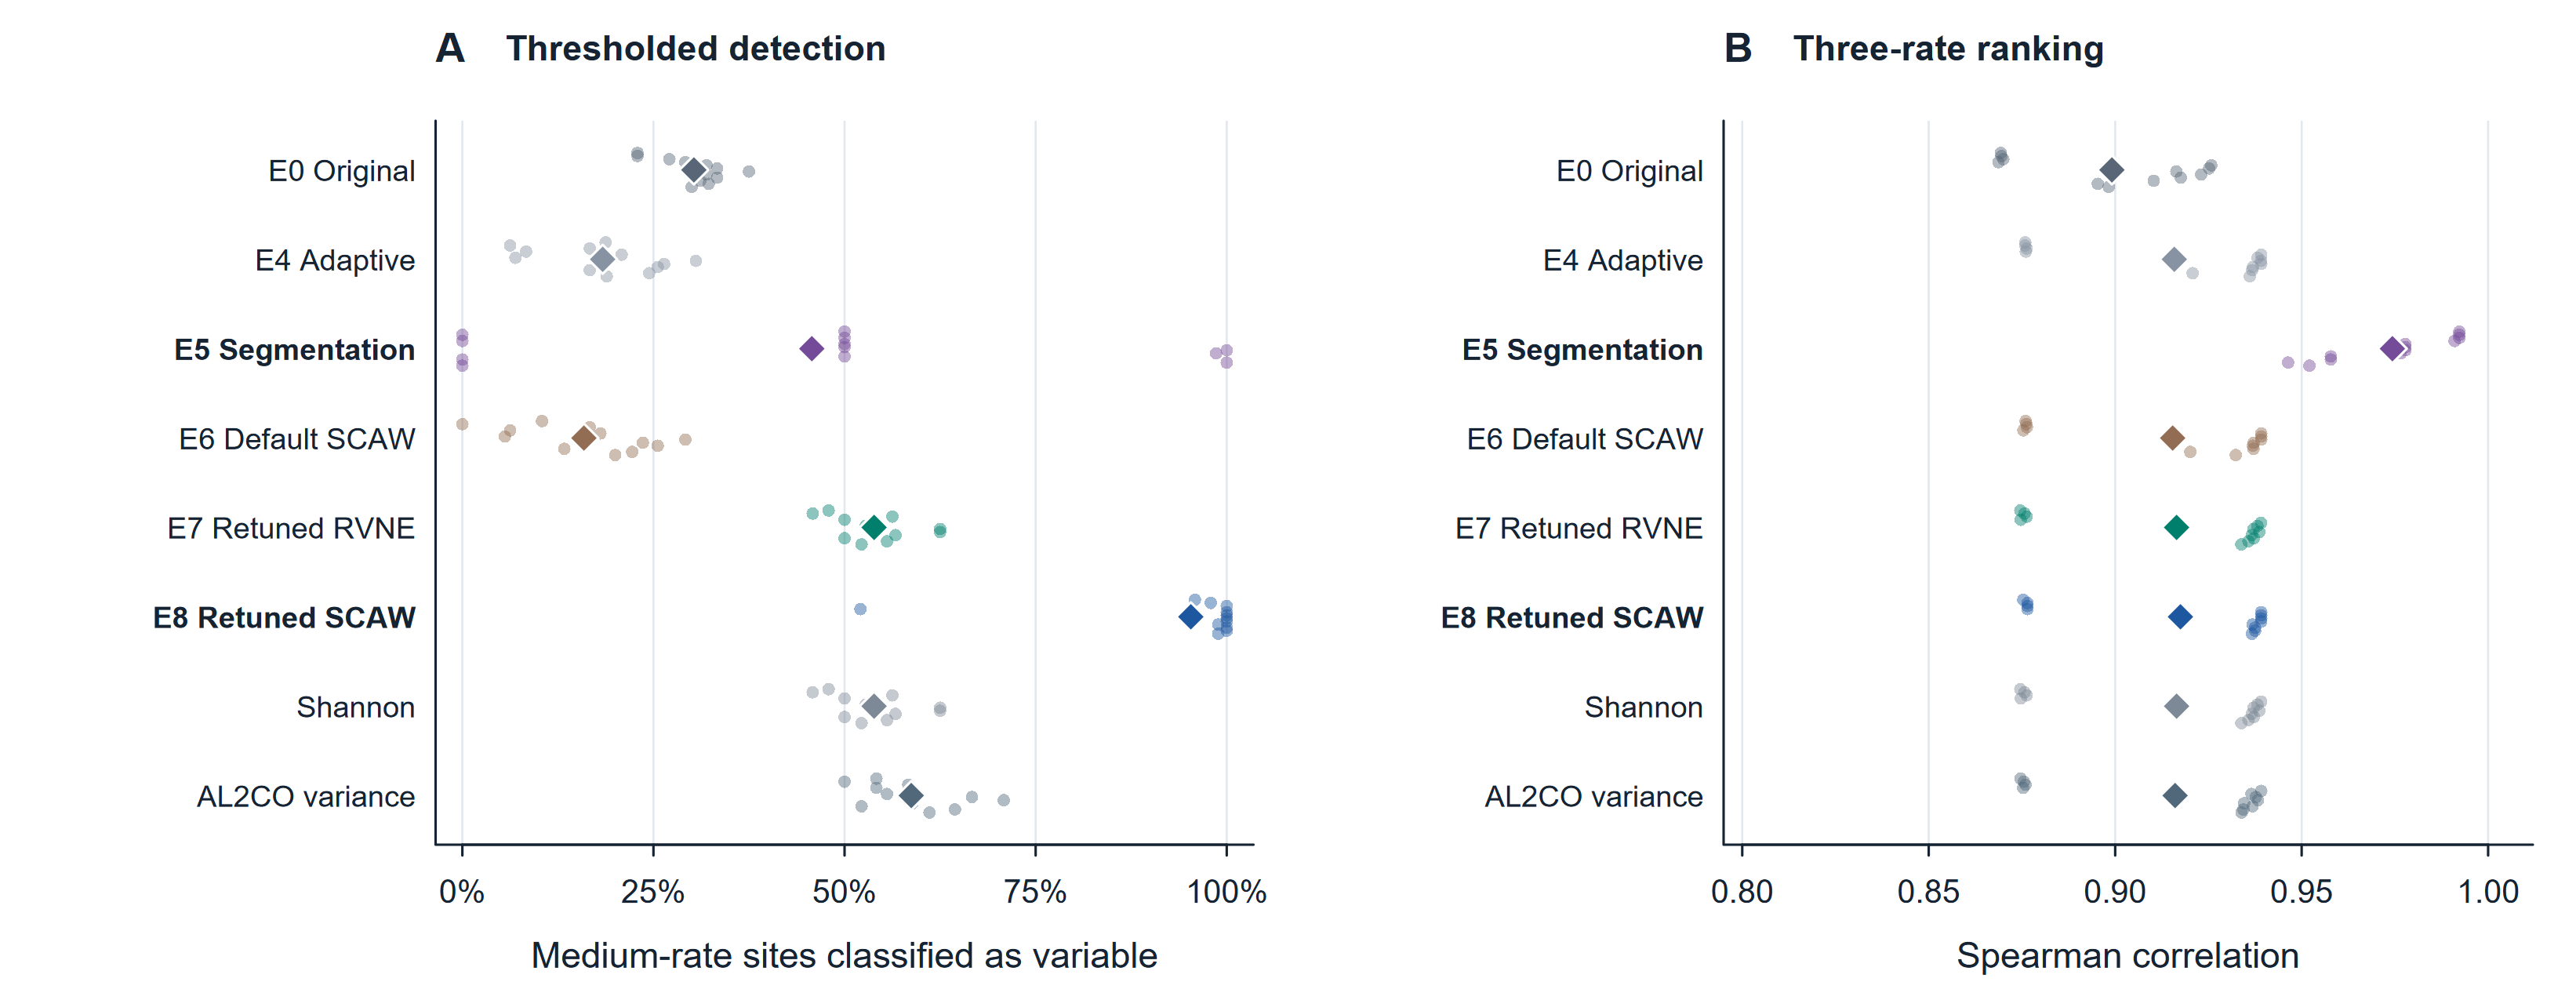 A Thresholded detection
E0 Original
E4 Adaptive
E5 Segmentation
E6 Default SCAW
E7 Retuned RVNE
E8 Retuned SCAW
Shannon
AL2CO variance
0% 25% 50% 75% 100%
Medium-rate sites classified as variable
B Three-rate ranking
E0 Original
E4 Adaptive
E5 Segmentation
E6 Default SCAW
E7 Retuned RVNE
E8 Retuned SCAW
Shannon
AL2CO variance
0.80 0.85 0.90 0.95 1.00
Spearman correlation